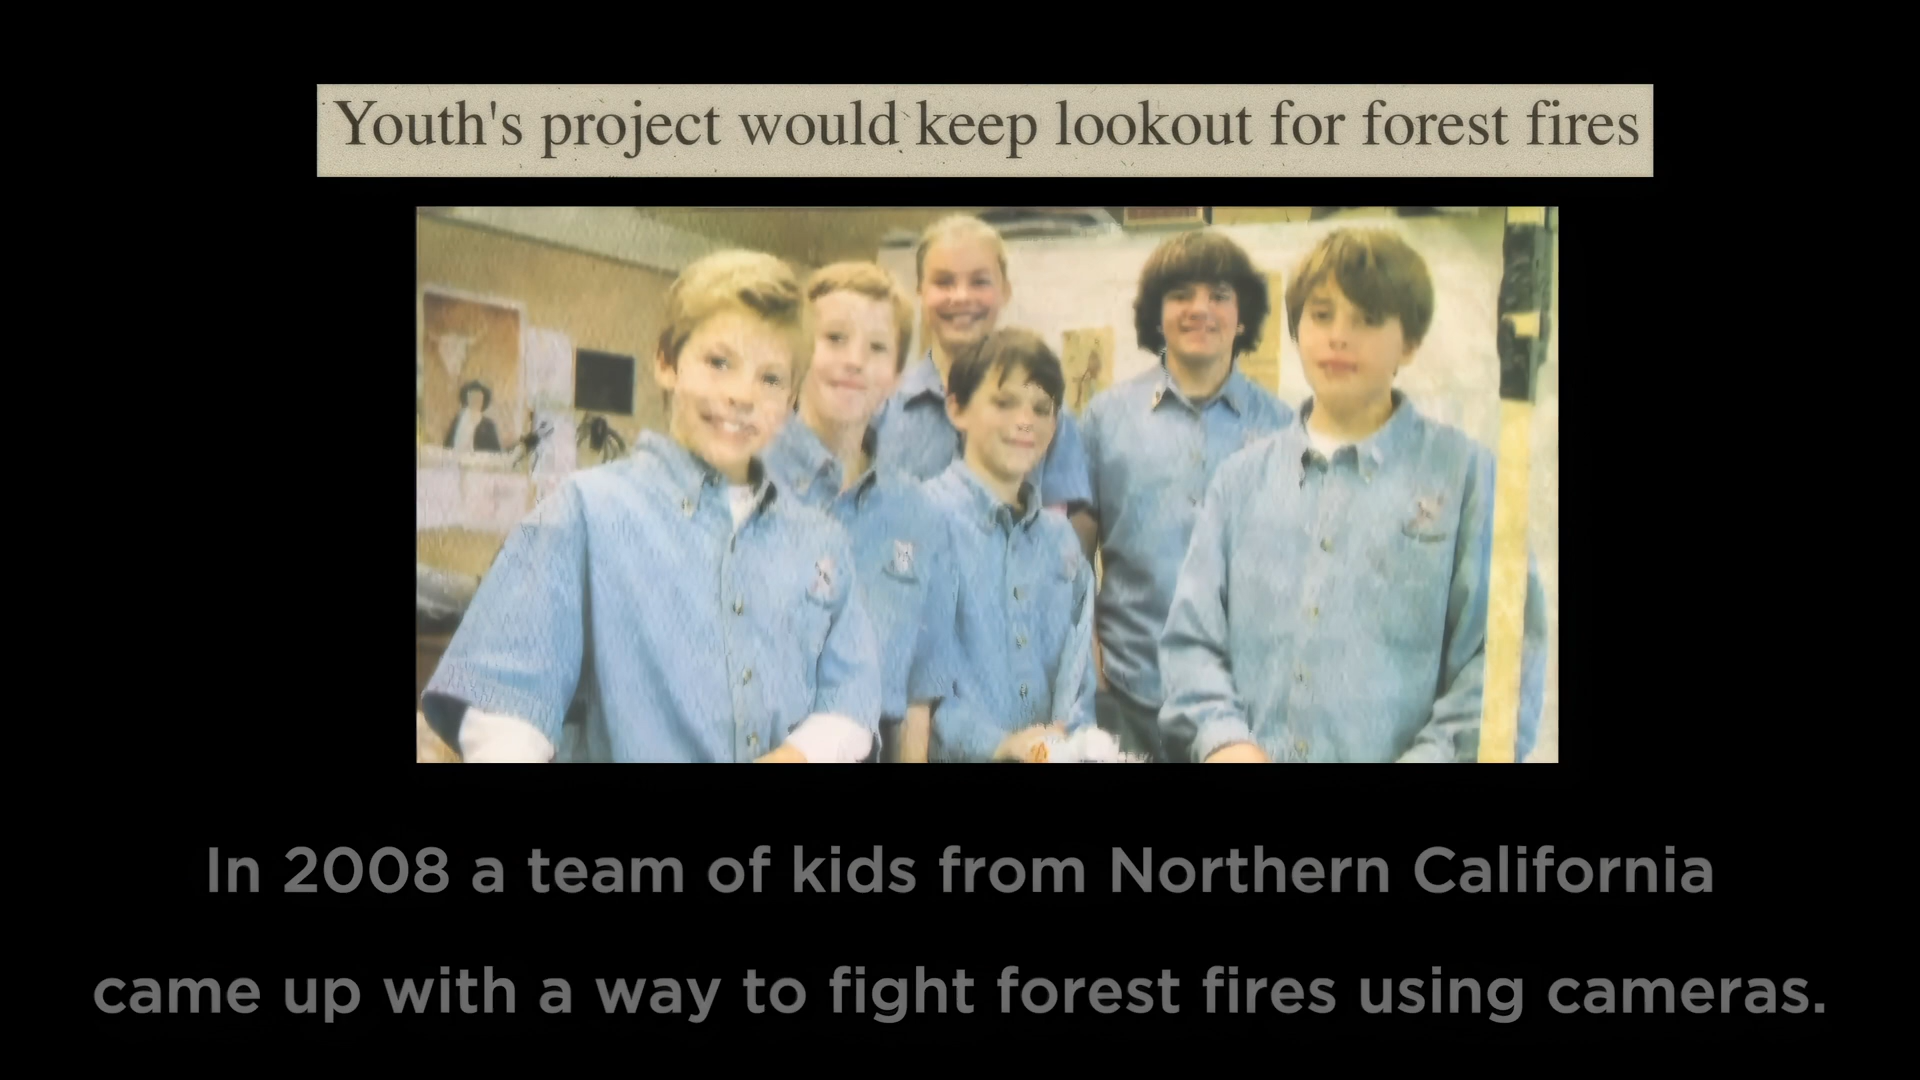 Youth's project would keep lookout for forest fires
In 2008 a team of kids from Northern California
came up with a way to fight forest fires using cameras.